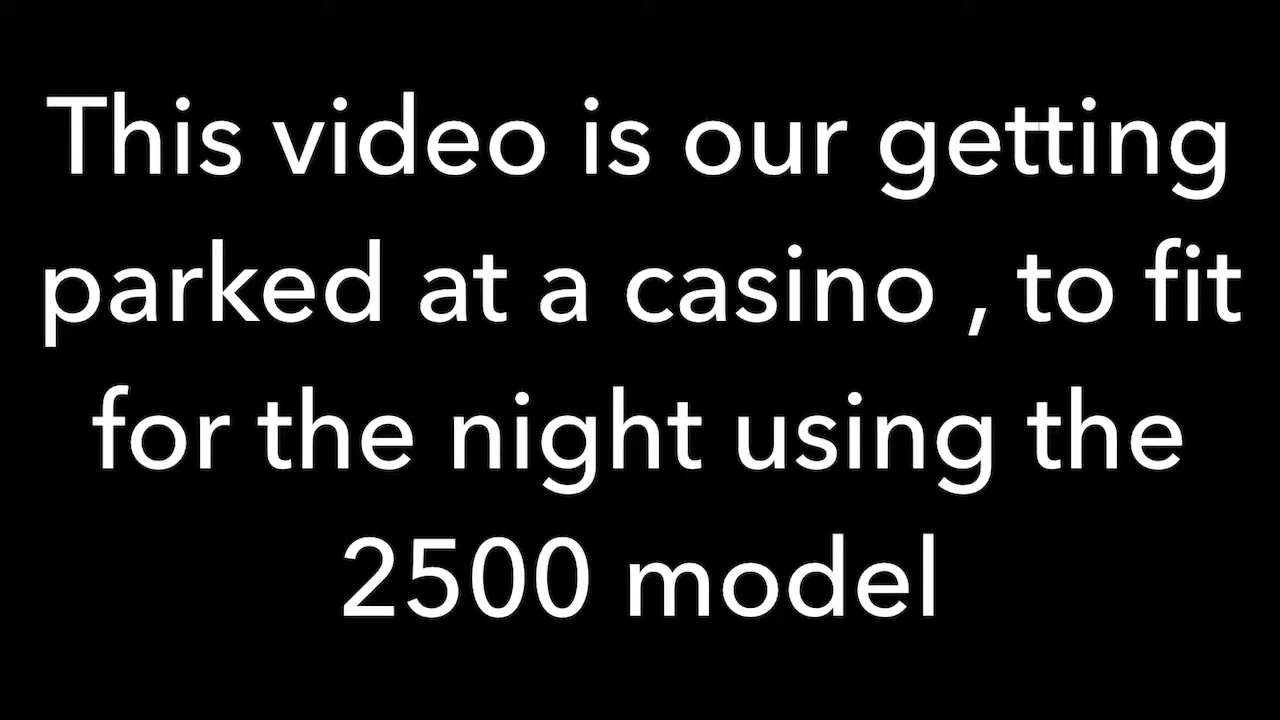 This video is our getting
parked at a casino , to fit
for the night using the
2500 model